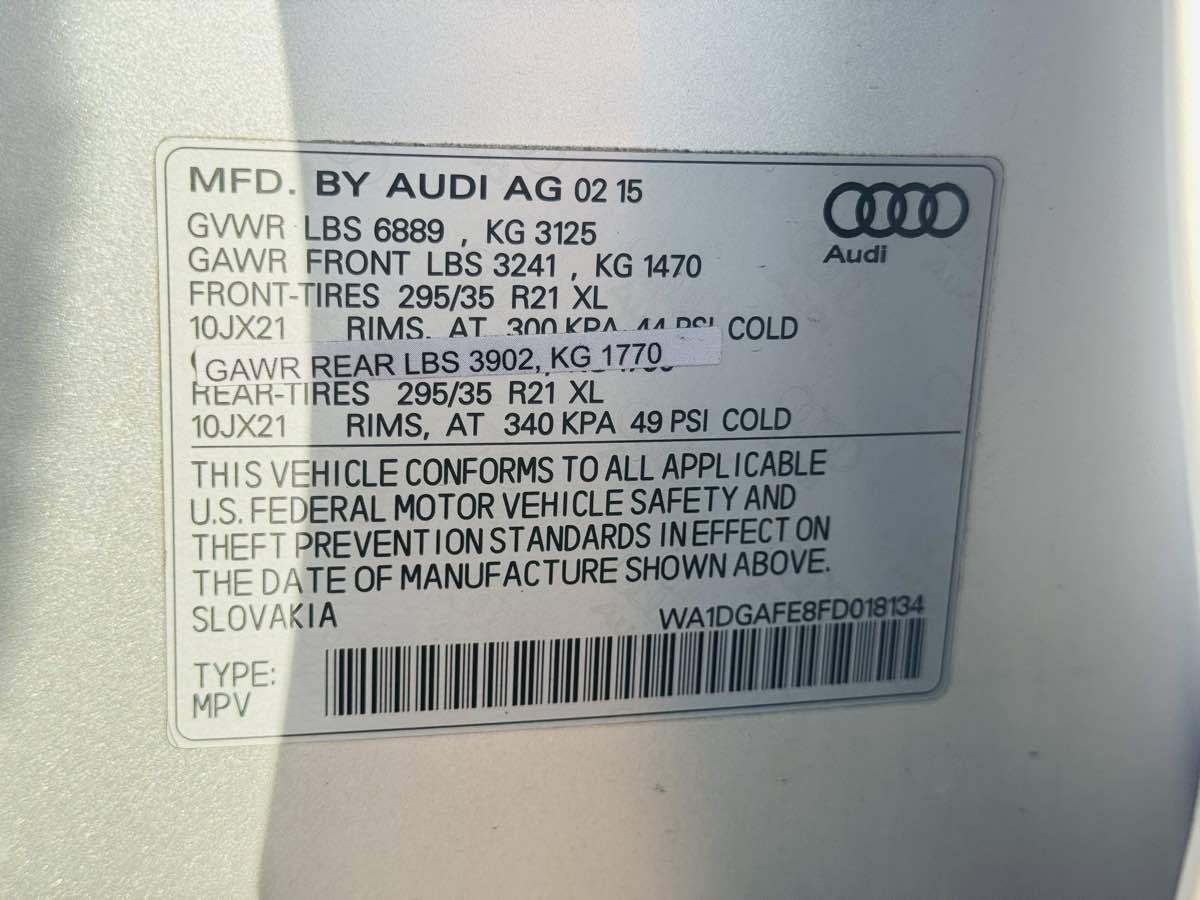 MFD. BY AUDI AG 02 15
GVWR LBS 6889 , KG 3125
GAWR FRONT LBS 3241 , KG 1470
FRONT-TIRES 295/35 R21 XL
10JX21 RIMS, AT 300 KPA 44 PSI COLD
GAWR REAR LBS 3902, KG 1770
REAR-TIRES 295/35 R21 XL
10JX21 RIMS, AT 340 KPA 49 PSI COLD
THIS VEHICLE CONFORMS TO ALL APPLICABLE
U.S. FEDERAL MOTOR VEHICLE SAFETY AND
THEFT PREVENTION STANDARDS IN EFFECT ON
THE DATE OF MANUFACTURE SHOWN ABOVE.
SLOVAKIA WA1DGAFE8FD018134
TYPE:
MPV
Audi